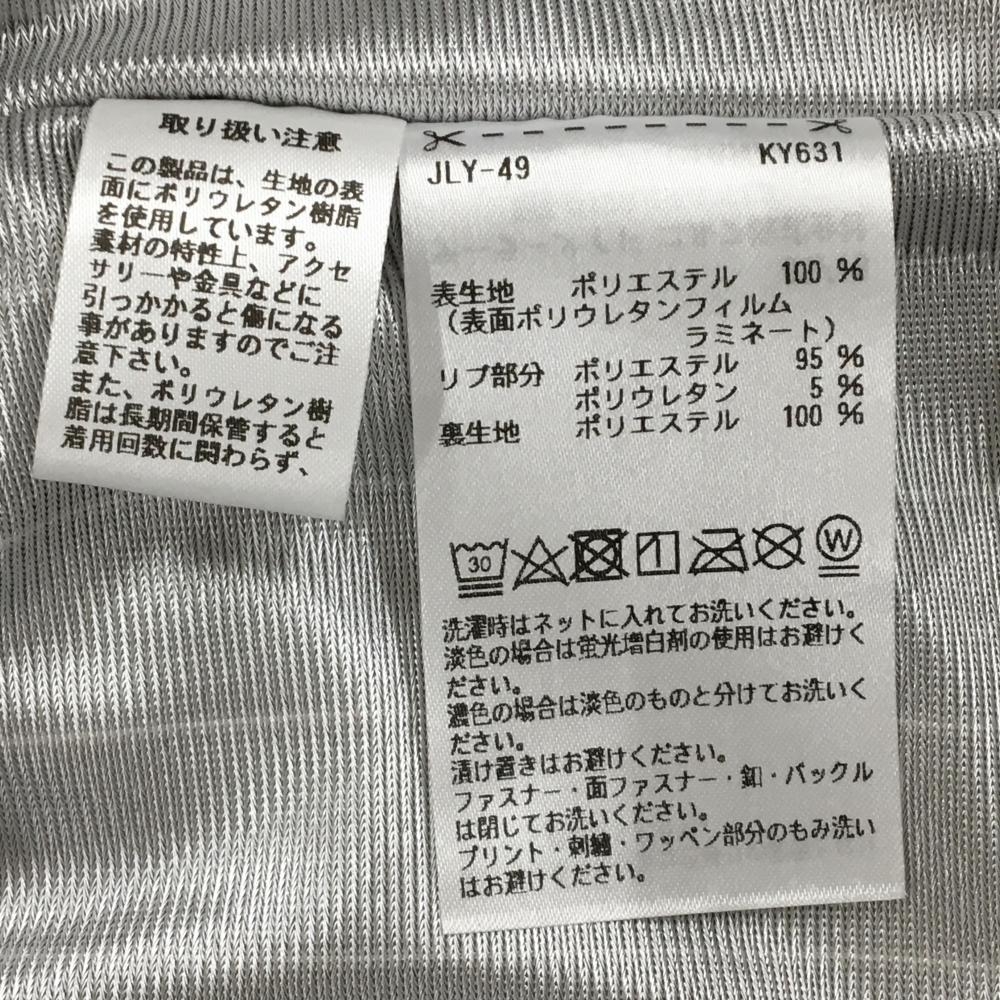 取り扱い注意
この製品は、生地の表
面にポリウレタン樹脂
を使用しています。
素材の特性上、アクセ
サリーや金具などに
引っかかると傷になる
事がありますのでご注
意下さい。
また、ポリウレタン樹
脂は長期間保管すると
着用回数に関わらず、
JLY-49 KY631
表生地 ポリエステル 100 %
（表面ポリウレタンフィルム
ラミネート）
リブ部分 ポリエステル 95 %
ポリウレタン 5 %
裏生地 ポリエステル 100 %
30 W
洗濯時はネットに入れてお洗いください。
淡色の場合は蛍光増白剤の使用はお避けく
ださい。
濃色の場合は淡色のものと分けてお洗いく
ださい。
漬け置きはお避けください。
ファスナー・面ファスナー・釦・バックル
は閉じてお洗いください。
プリント・刺繍・ワッペン部分のもみ洗い
はお避けください。